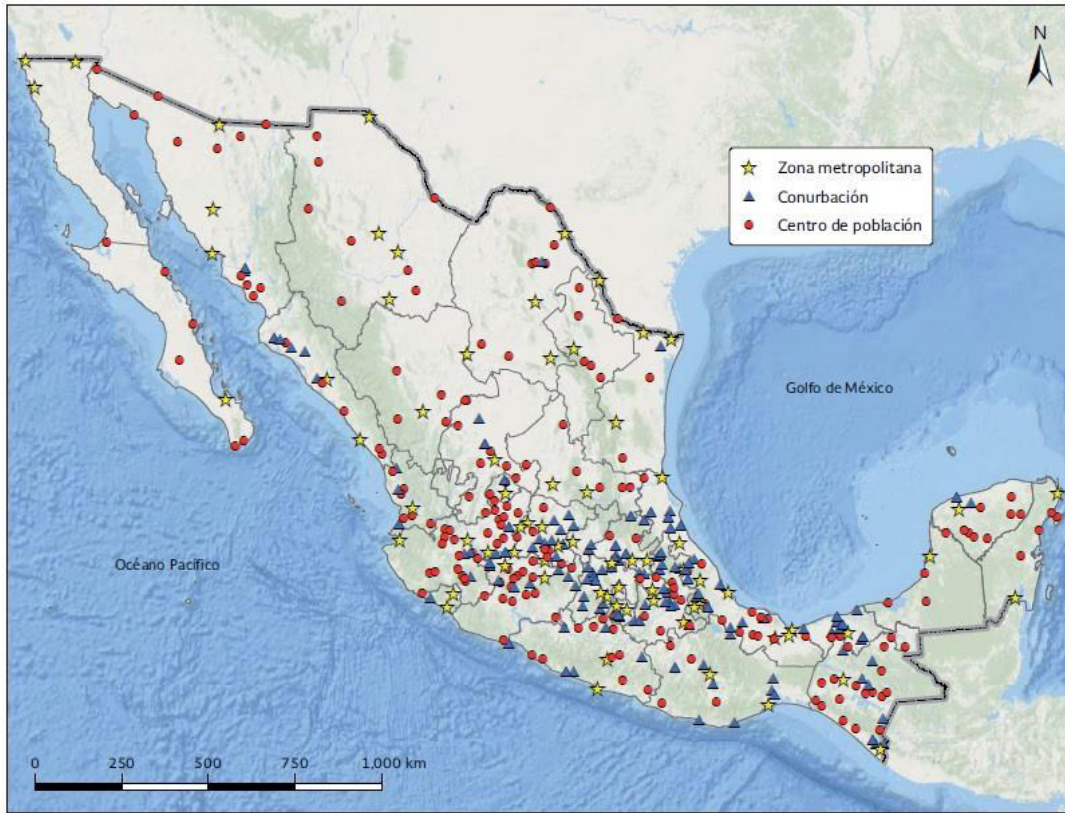 N
Zona metropolitana
Conurbación
Centro de población
Golfo de México
Océano Pacífico
0 250 500 750 1,000 km